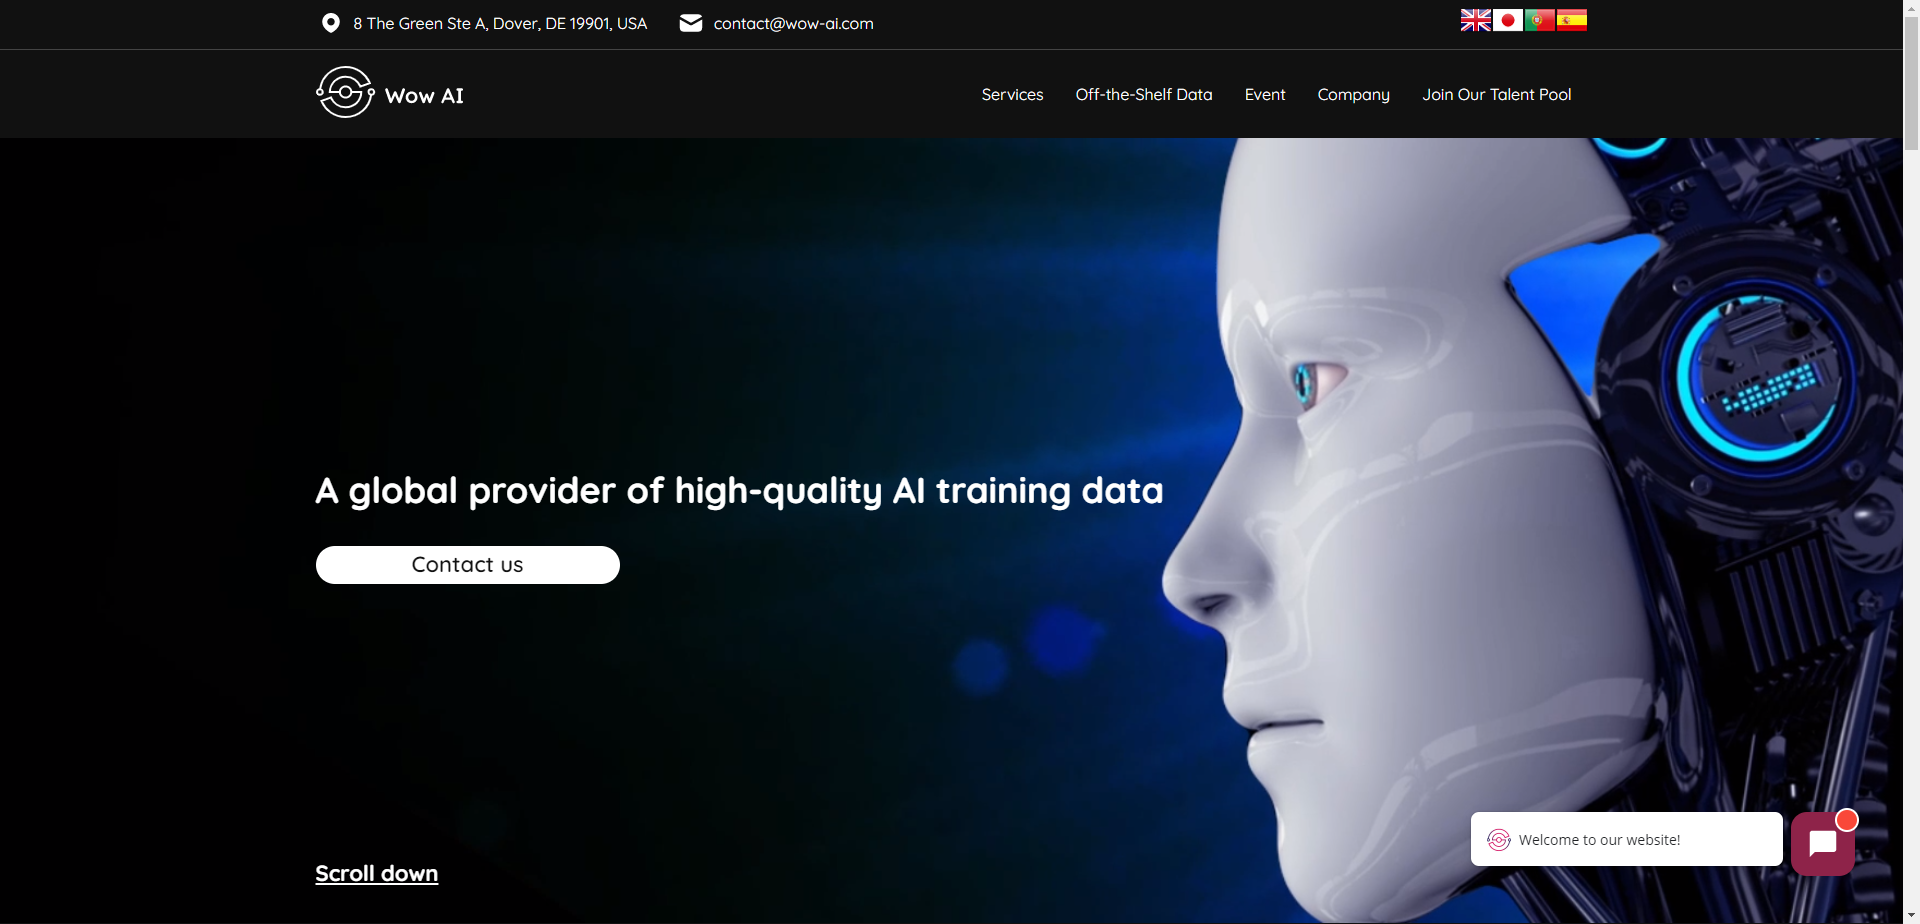 8 The Green Ste A, Dover, DE 19901, USA
contact@wow-ai.com
Wow AI
Services
Off-the-Shelf Data
Event
Company
Join Our Talent Pool
A global provider of high-quality AI training data
Contact us
Scroll down
Welcome to our website!